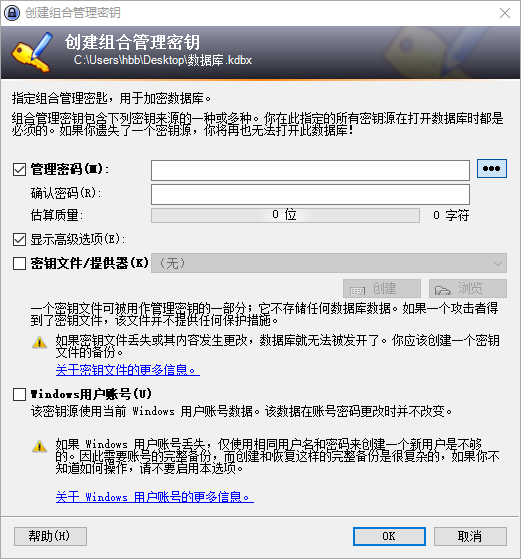 创建组合管理密钥
创建组合管理密钥
C:\Users\hbb\Desktop\数据库.kdbx
指定组合管理密匙，用于加密数据库。
组合管理密钥包含下列密钥来源的一种或多种。你在此指定的所有密钥源在打开数据库时都是
必须的。如果你遗失了一个密钥源，你将再也无法打开此数据库！
管理密码(M):
确认密码(R):
估算质量:
0 位
0 字符
显示高级选项(E):
密钥文件/提供器(K)
(无)
创建
浏览
一个密钥文件可被用作管理密钥的一部分；它不存储任何数据库数据。如果一个攻击者得
到了密钥文件，该文件并不提供任何保护措施。
如果密钥文件丢失或其内容发生更改，数据库就无法被发开了。你应该创建一个密钥
文件的备份。
关于密钥文件的更多信息。
Windows用户账号(U)
该密钥源使用当前 Windows 用户账号数据。该数据在账号密码更改时并不改变。
如果 Windows 用户账号丢失，仅使用相同用户名和密码来创建一个新用户是不够
的。因此需要账号的完整备份，而创建和恢复这样的完整备份是很复杂的，如果你不
知道如何操作，请不要启用本选项。
关于 Windows 用户账号的更多信息。
帮助(H)
OK
取消